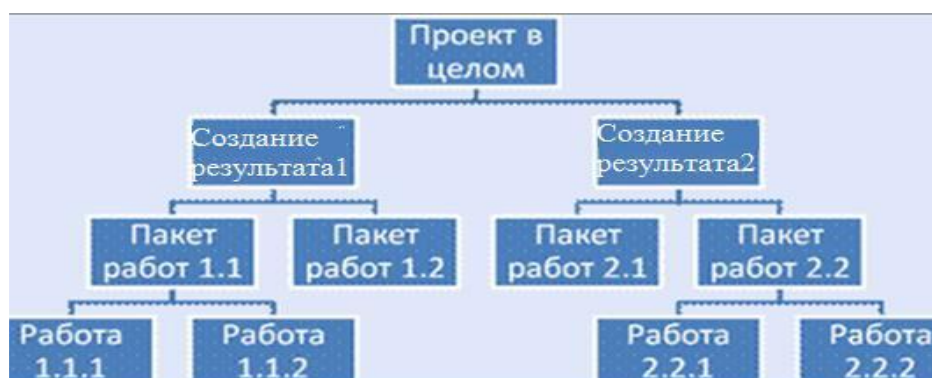 Проект в
целом
Создание
результата1
Создание
результата2
Пакет
работ 1.1
Пакет
работ 1.2
Пакет
работ 2.1
Пакет
работ 2.2
Работа
1.1.1
Работа
1.1.2
Работа
2.2.1
Работа
2.2.2